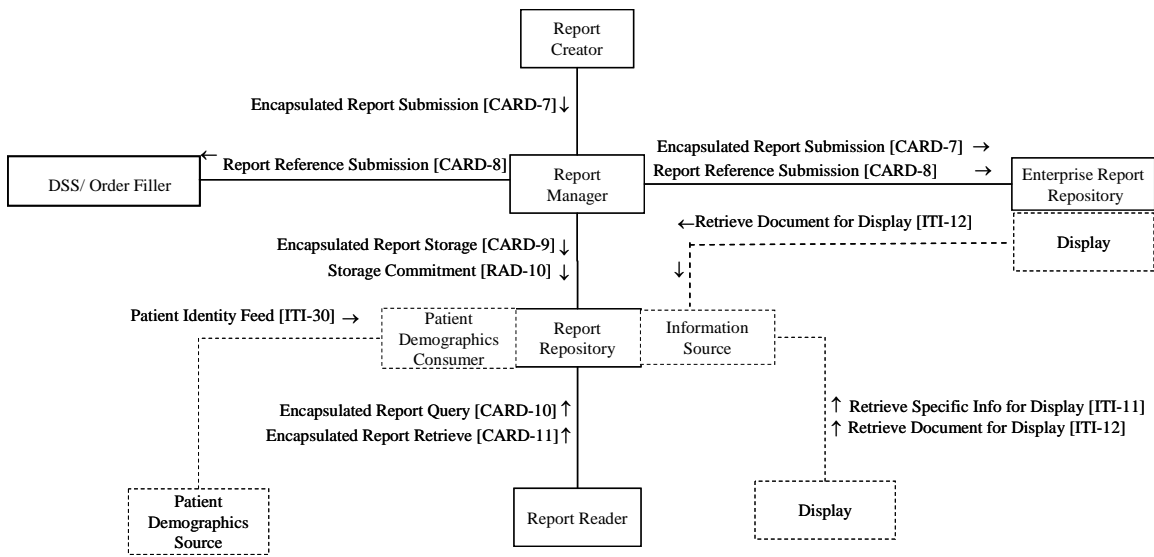 Report
Creator
Encapsulated Report Submission [CARD-7] ↓
← Report Reference Submission [CARD-8]
Encapsulated Report Submission [CARD-7] →
Report Reference Submission [CARD-8] →
DSS/ Order Filler
Report
Manager
Enterprise Report
Repository
←Retrieve Document for Display [ITI-12]
Display
Encapsulated Report Storage [CARD-9] ↓
Storage Commitment [RAD-10] ↓
↓
Patient Identity Feed [ITI-30] →
Patient
Demographics
Consumer
Report
Repository
Information
Source
Encapsulated Report Query [CARD-10] ↑
Encapsulated Report Retrieve [CARD-11] ↑
↑ Retrieve Specific Info for Display [ITI-11]
↑ Retrieve Document for Display [ITI-12]
Patient
Demographics
Source
Report Reader
Display